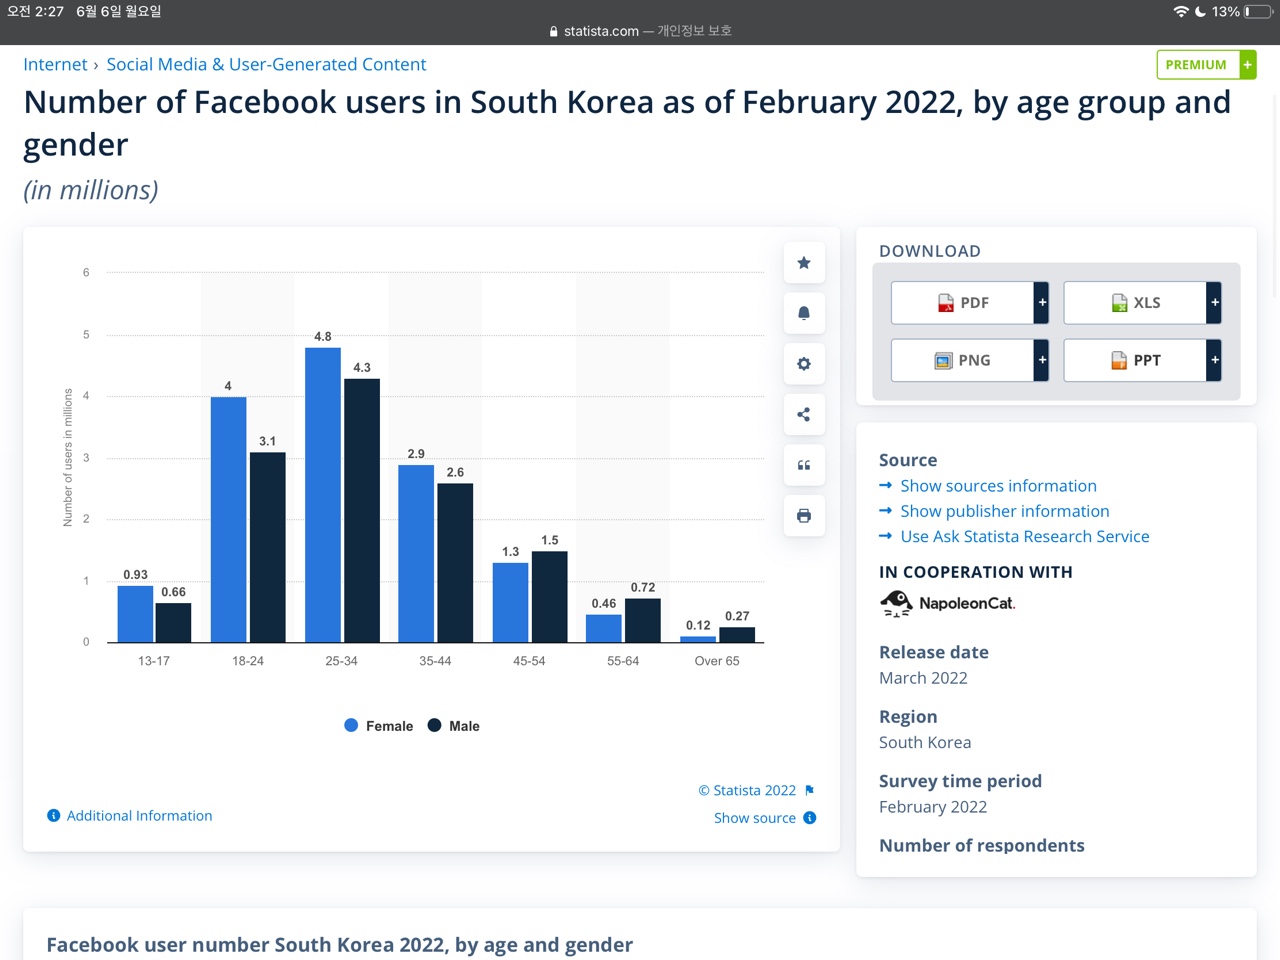 오전 2:27 6월 6일 월요일
13%
statista.com — 개인정보 보호
Internet › Social Media & User-Generated Content
PREMIUM +
Number of Facebook users in South Korea as of February 2022, by age group and
gender
(in millions)
Number of users in millions
6
5
4
3
2
1
0
0.93
0.66
4
3.1
4.8
4.3
2.9
2.6
1.3
1.5
0.46
0.72
0.12
0.27
13-17
18-24
25-34
35-44
45-54
55-64
Over 65
Female
Male
© Statista 2022
Additional Information
Show source
DOWNLOAD
PDF +
XLS +
PNG +
PPT +
Source
→ Show sources information
→ Show publisher information
→ Use Ask Statista Research Service
IN COOPERATION WITH
NapoleonCat.
Release date
March 2022
Region
South Korea
Survey time period
February 2022
Number of respondents
Facebook user number South Korea 2022, by age and gender